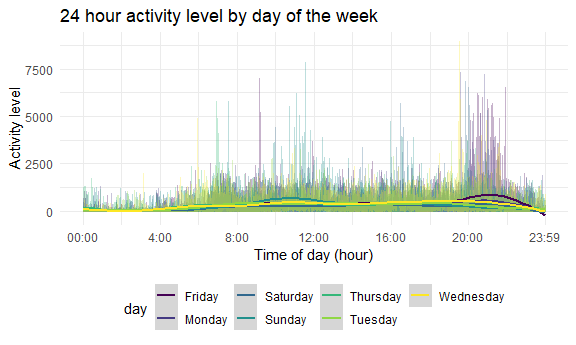 24 hour activity level by day of the week
7500
5000
2500
0
Activity level
00:00 4:00 8:00 12:00 16:00 20:00 23:59
Time of day (hour)
day
Friday Saturday Thursday Wednesday
Monday Sunday Tuesday